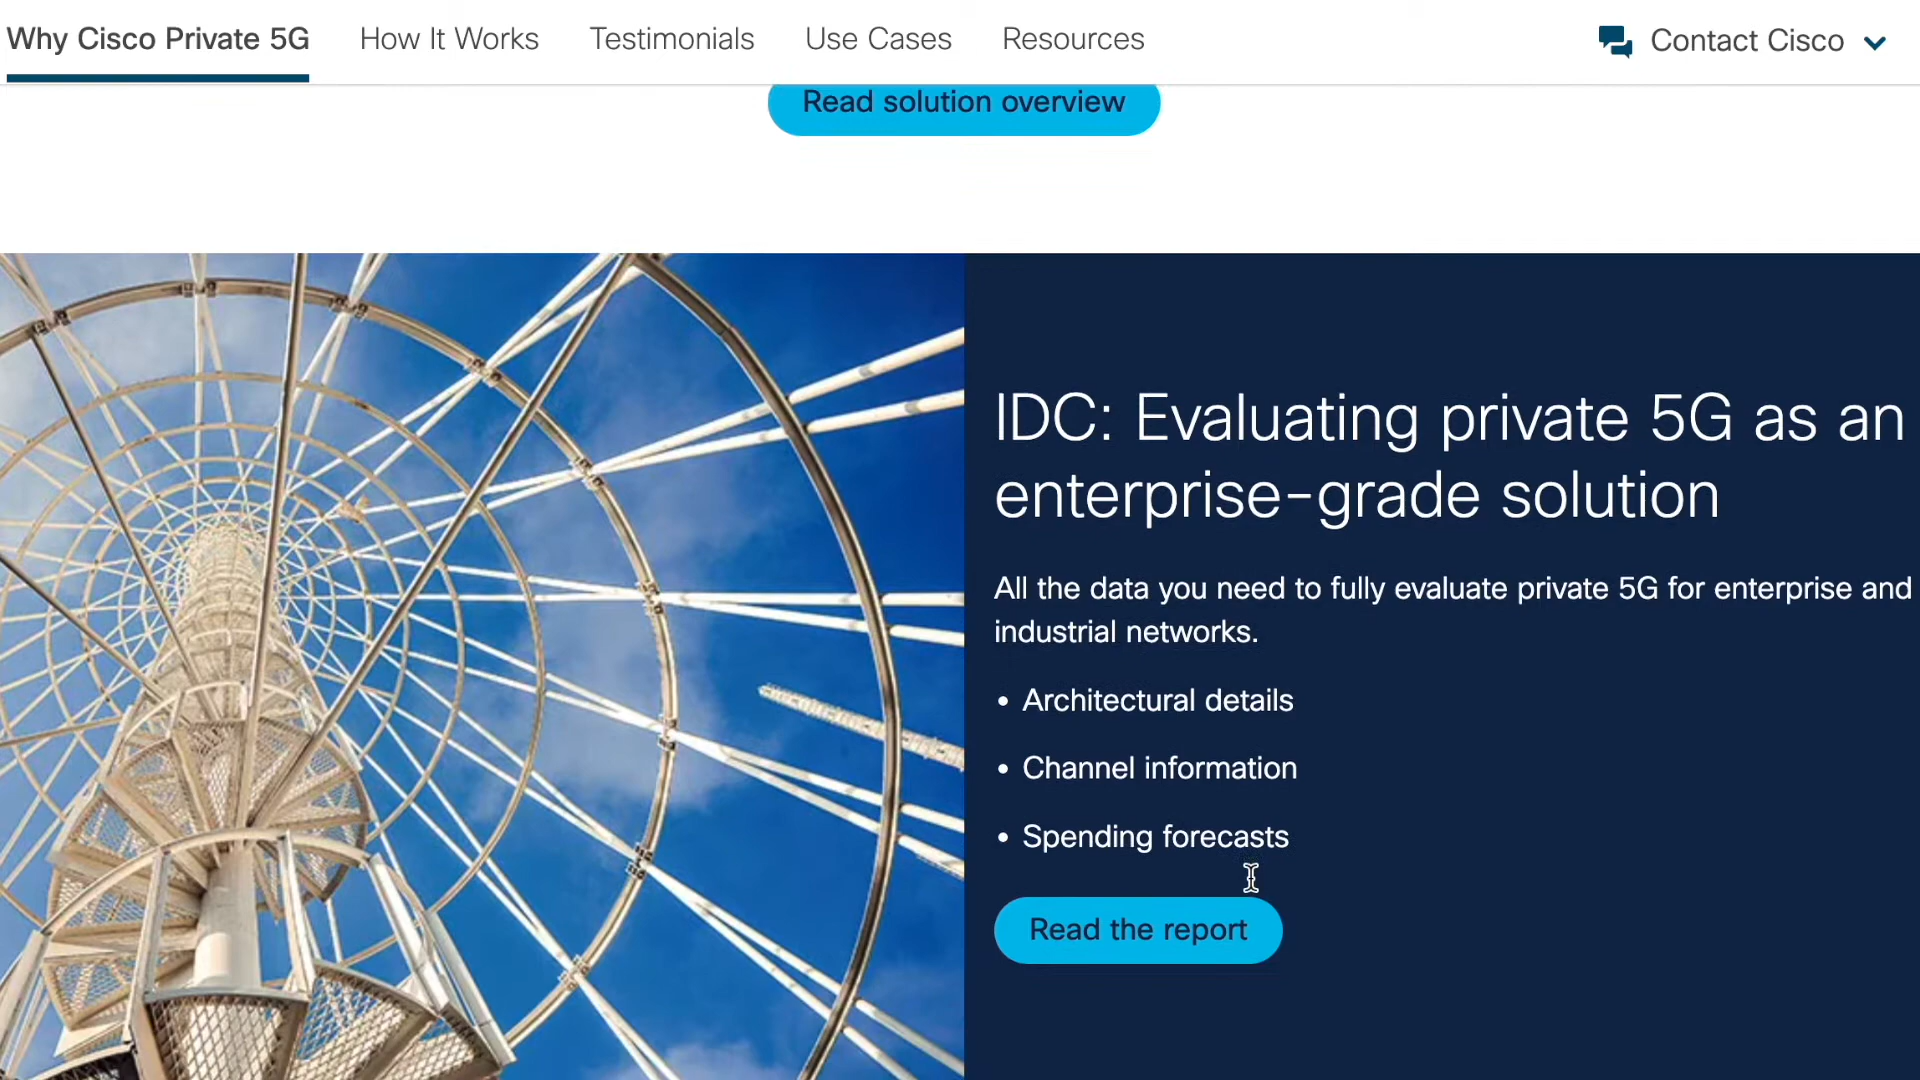 Why Cisco Private 5G
How It Works
Testimonials
Use Cases
Resources
Contact Cisco
Read solution overview
IDC: Evaluating private 5G as an
enterprise-grade solution
All the data you need to fully evaluate private 5G for enterprise and
industrial networks.
• Architectural details
• Channel information
• Spending forecasts
Read the report